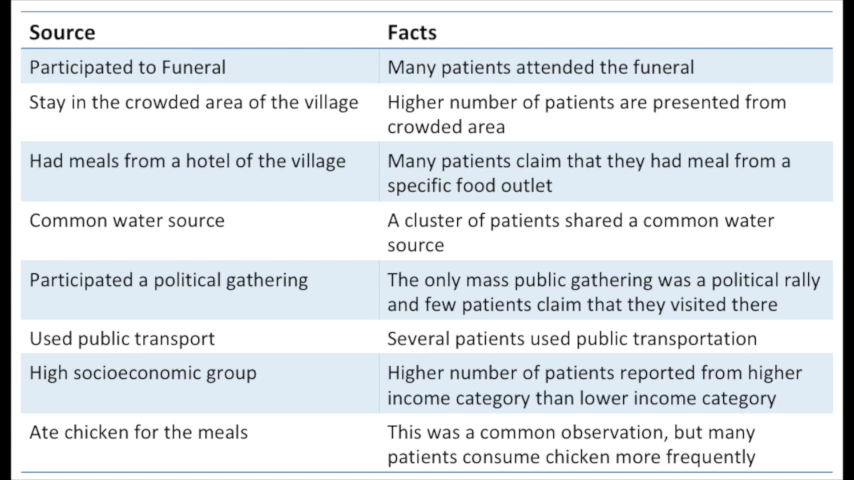 Source Facts
Participated to Funeral Many patients attended the funeral
Stay in the crowded area of the village Higher number of patients are presented from
crowded area
Had meals from a hotel of the village Many patients claim that they had meal from a
specific food outlet
Common water source A cluster of patients shared a common water
source
Participated a political gathering The only mass public gathering was a political rally
and few patients claim that they visited there
Used public transport Several patients used public transportation
High socioeconomic group Higher number of patients reported from higher
income category than lower income category
Ate chicken for the meals This was a common observation, but many
patients consume chicken more frequently